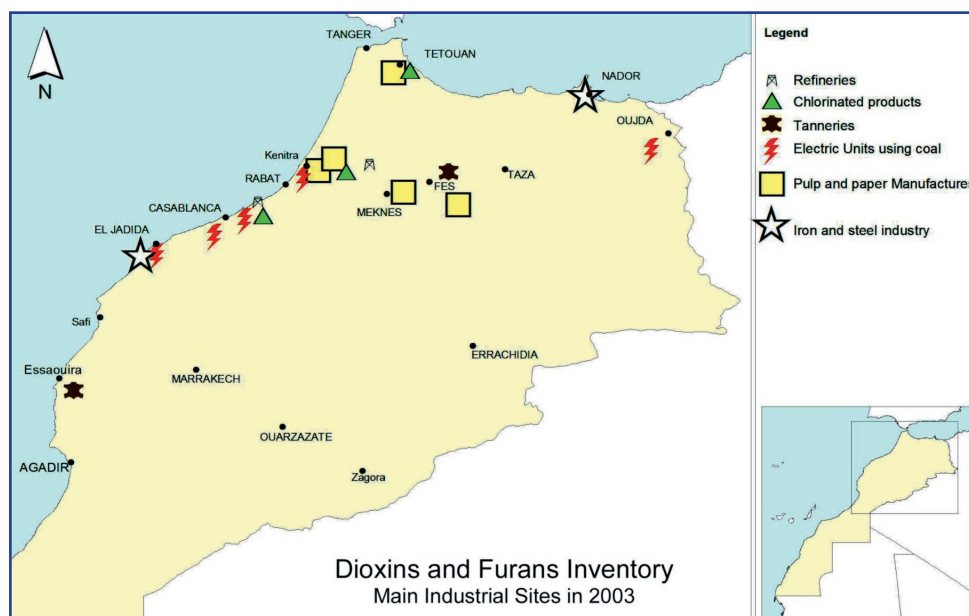 TANGER
TETOUAN
NADOR
OUJDA
Kenitra
RABAT
FES
TAZA
MEKNES
CASABLANCA
EL JADIDA
Safi
Essaouira
MARRAKECH
ERRACHIDIA
OUARZAZATE
AGADIR
Zagora
N
Dioxins and Furans Inventory
Main Industrial Sites in 2003
Legend
Refineries
Chlorinated products
Tanneries
Electric Units using coal
Pulp and paper Manufactures
Iron and steel industry